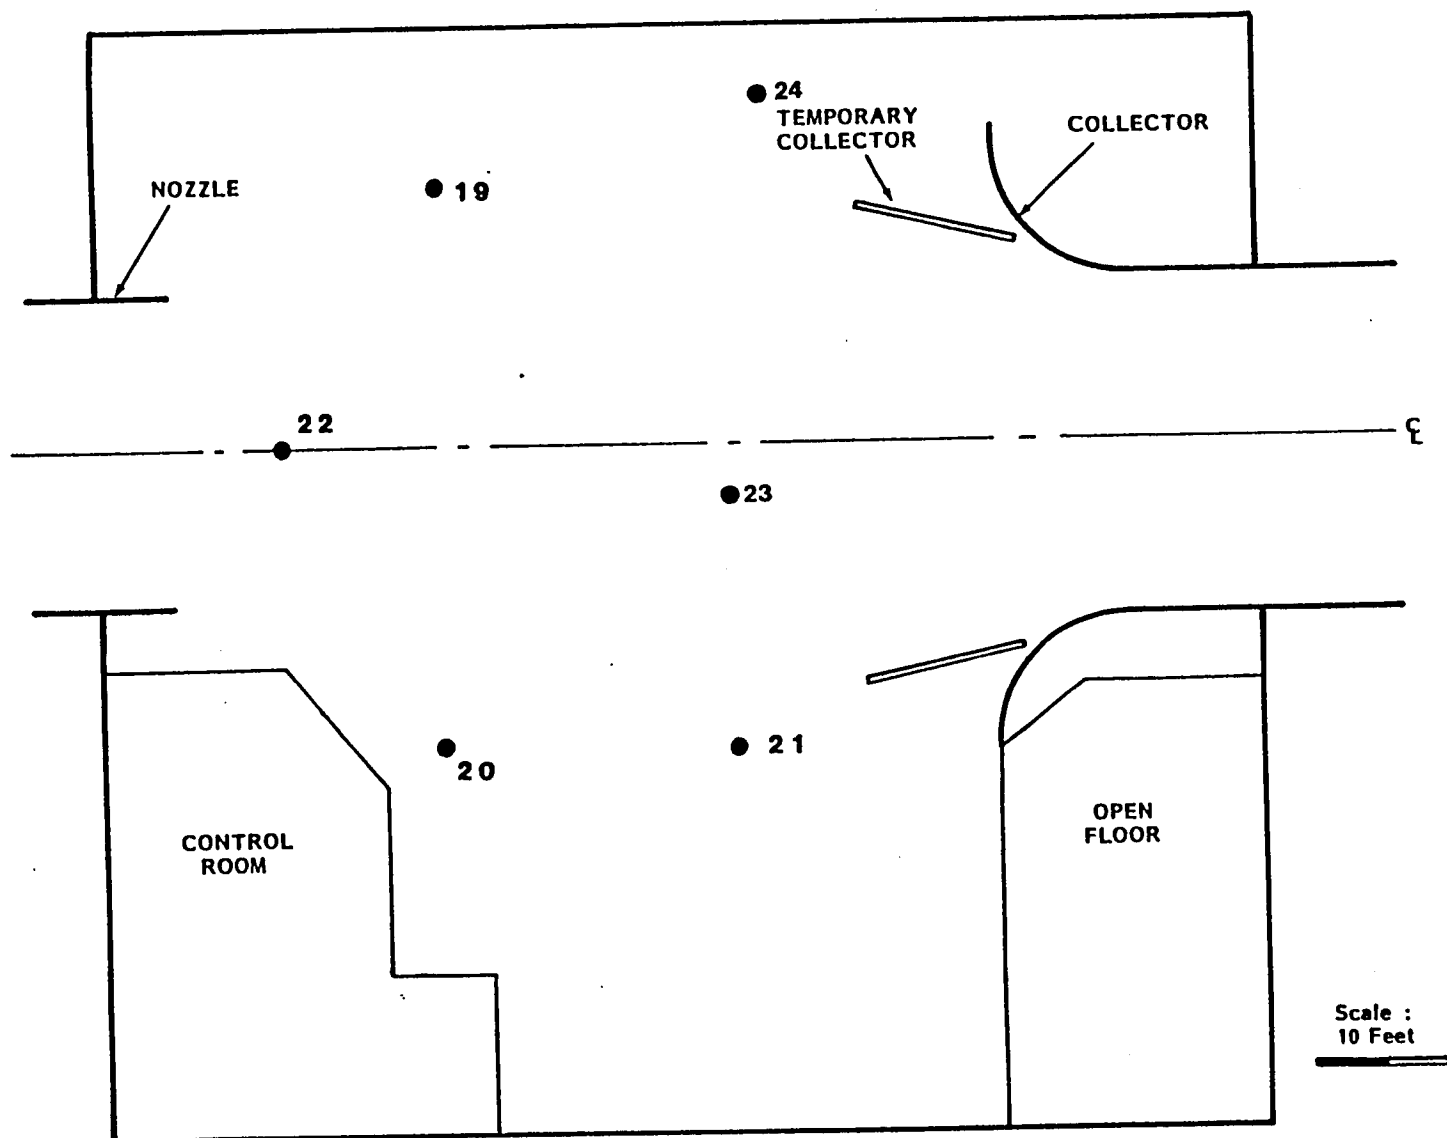 24
TEMPORARY
COLLECTOR
COLLECTOR
NOZZLE
19
22
℄
23
20
21
CONTROL
ROOM
OPEN
FLOOR
Scale :
10 Feet